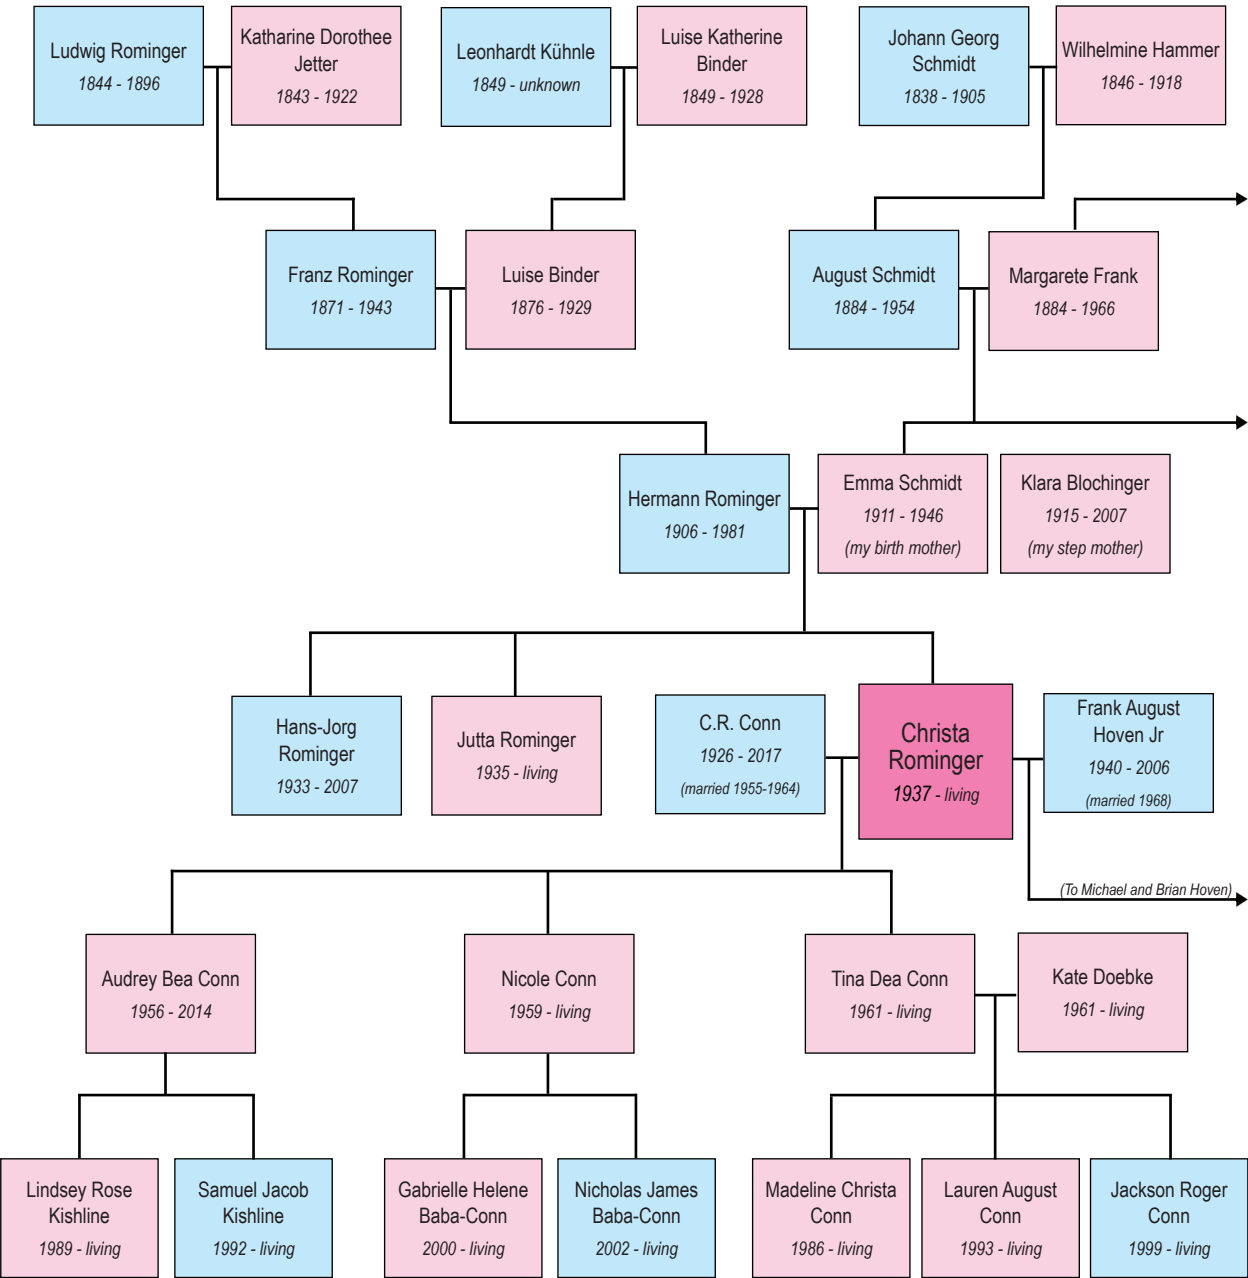 Ludwig Rominger
1844 - 1896
Katharine Dorothee
Jetter
1843 - 1922
Leonhardt Kühnle
1849 - unknown
Luise Katherine
Binder
1849 - 1928
Johann Georg
Schmidt
1838 - 1905
Wilhelmine Hammer
1846 - 1918
Franz Rominger
1871 - 1943
Luise Binder
1876 - 1929
August Schmidt
1884 - 1954
Margarete Frank
1884 - 1966
Hermann Rominger
1906 - 1981
Emma Schmidt
1911 - 1946
(my birth mother)
Klara Blochinger
1915 - 2007
(my step mother)
Hans-Jorg
Rominger
1933 - 2007
Jutta Rominger
1935 - living
C.R. Conn
1926 - 2017
(married 1955-1964)
Christa
Rominger
1937 - living
Frank August
Hoven Jr
1940 - 2006
(married 1968)
(To Michael and Brian Hoven)
Audrey Bea Conn
1956 - 2014
Nicole Conn
1959 - living
Tina Dea Conn
1961 - living
Kate Doebke
1961 - living
Lindsey Rose
Kishline
1989 - living
Samuel Jacob
Kishline
1992 - living
Gabrielle Helene
Baba-Conn
2000 - living
Nicholas James
Baba-Conn
2002 - living
Madeline Christa
Conn
1986 - living
Lauren August
Conn
1993 - living
Jackson Roger
Conn
1999 - living